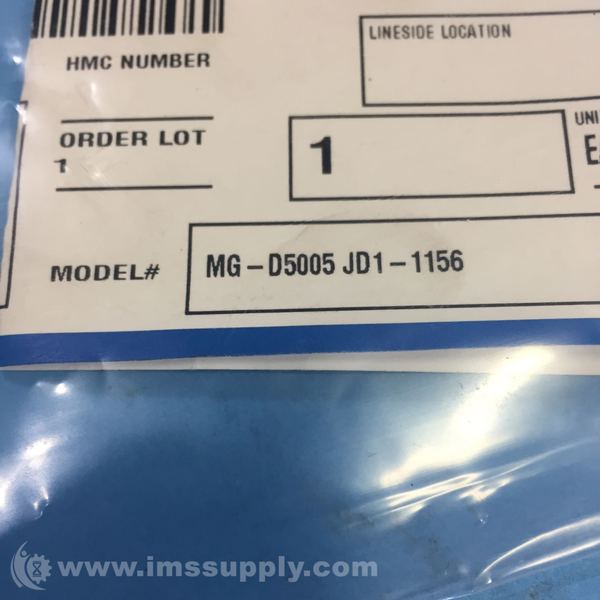 LINESIDE LOCATION
HMC NUMBER
ORDER LOT
1
1
MODEL#
MG-D5005 JD1-1156
www.imssupply.com